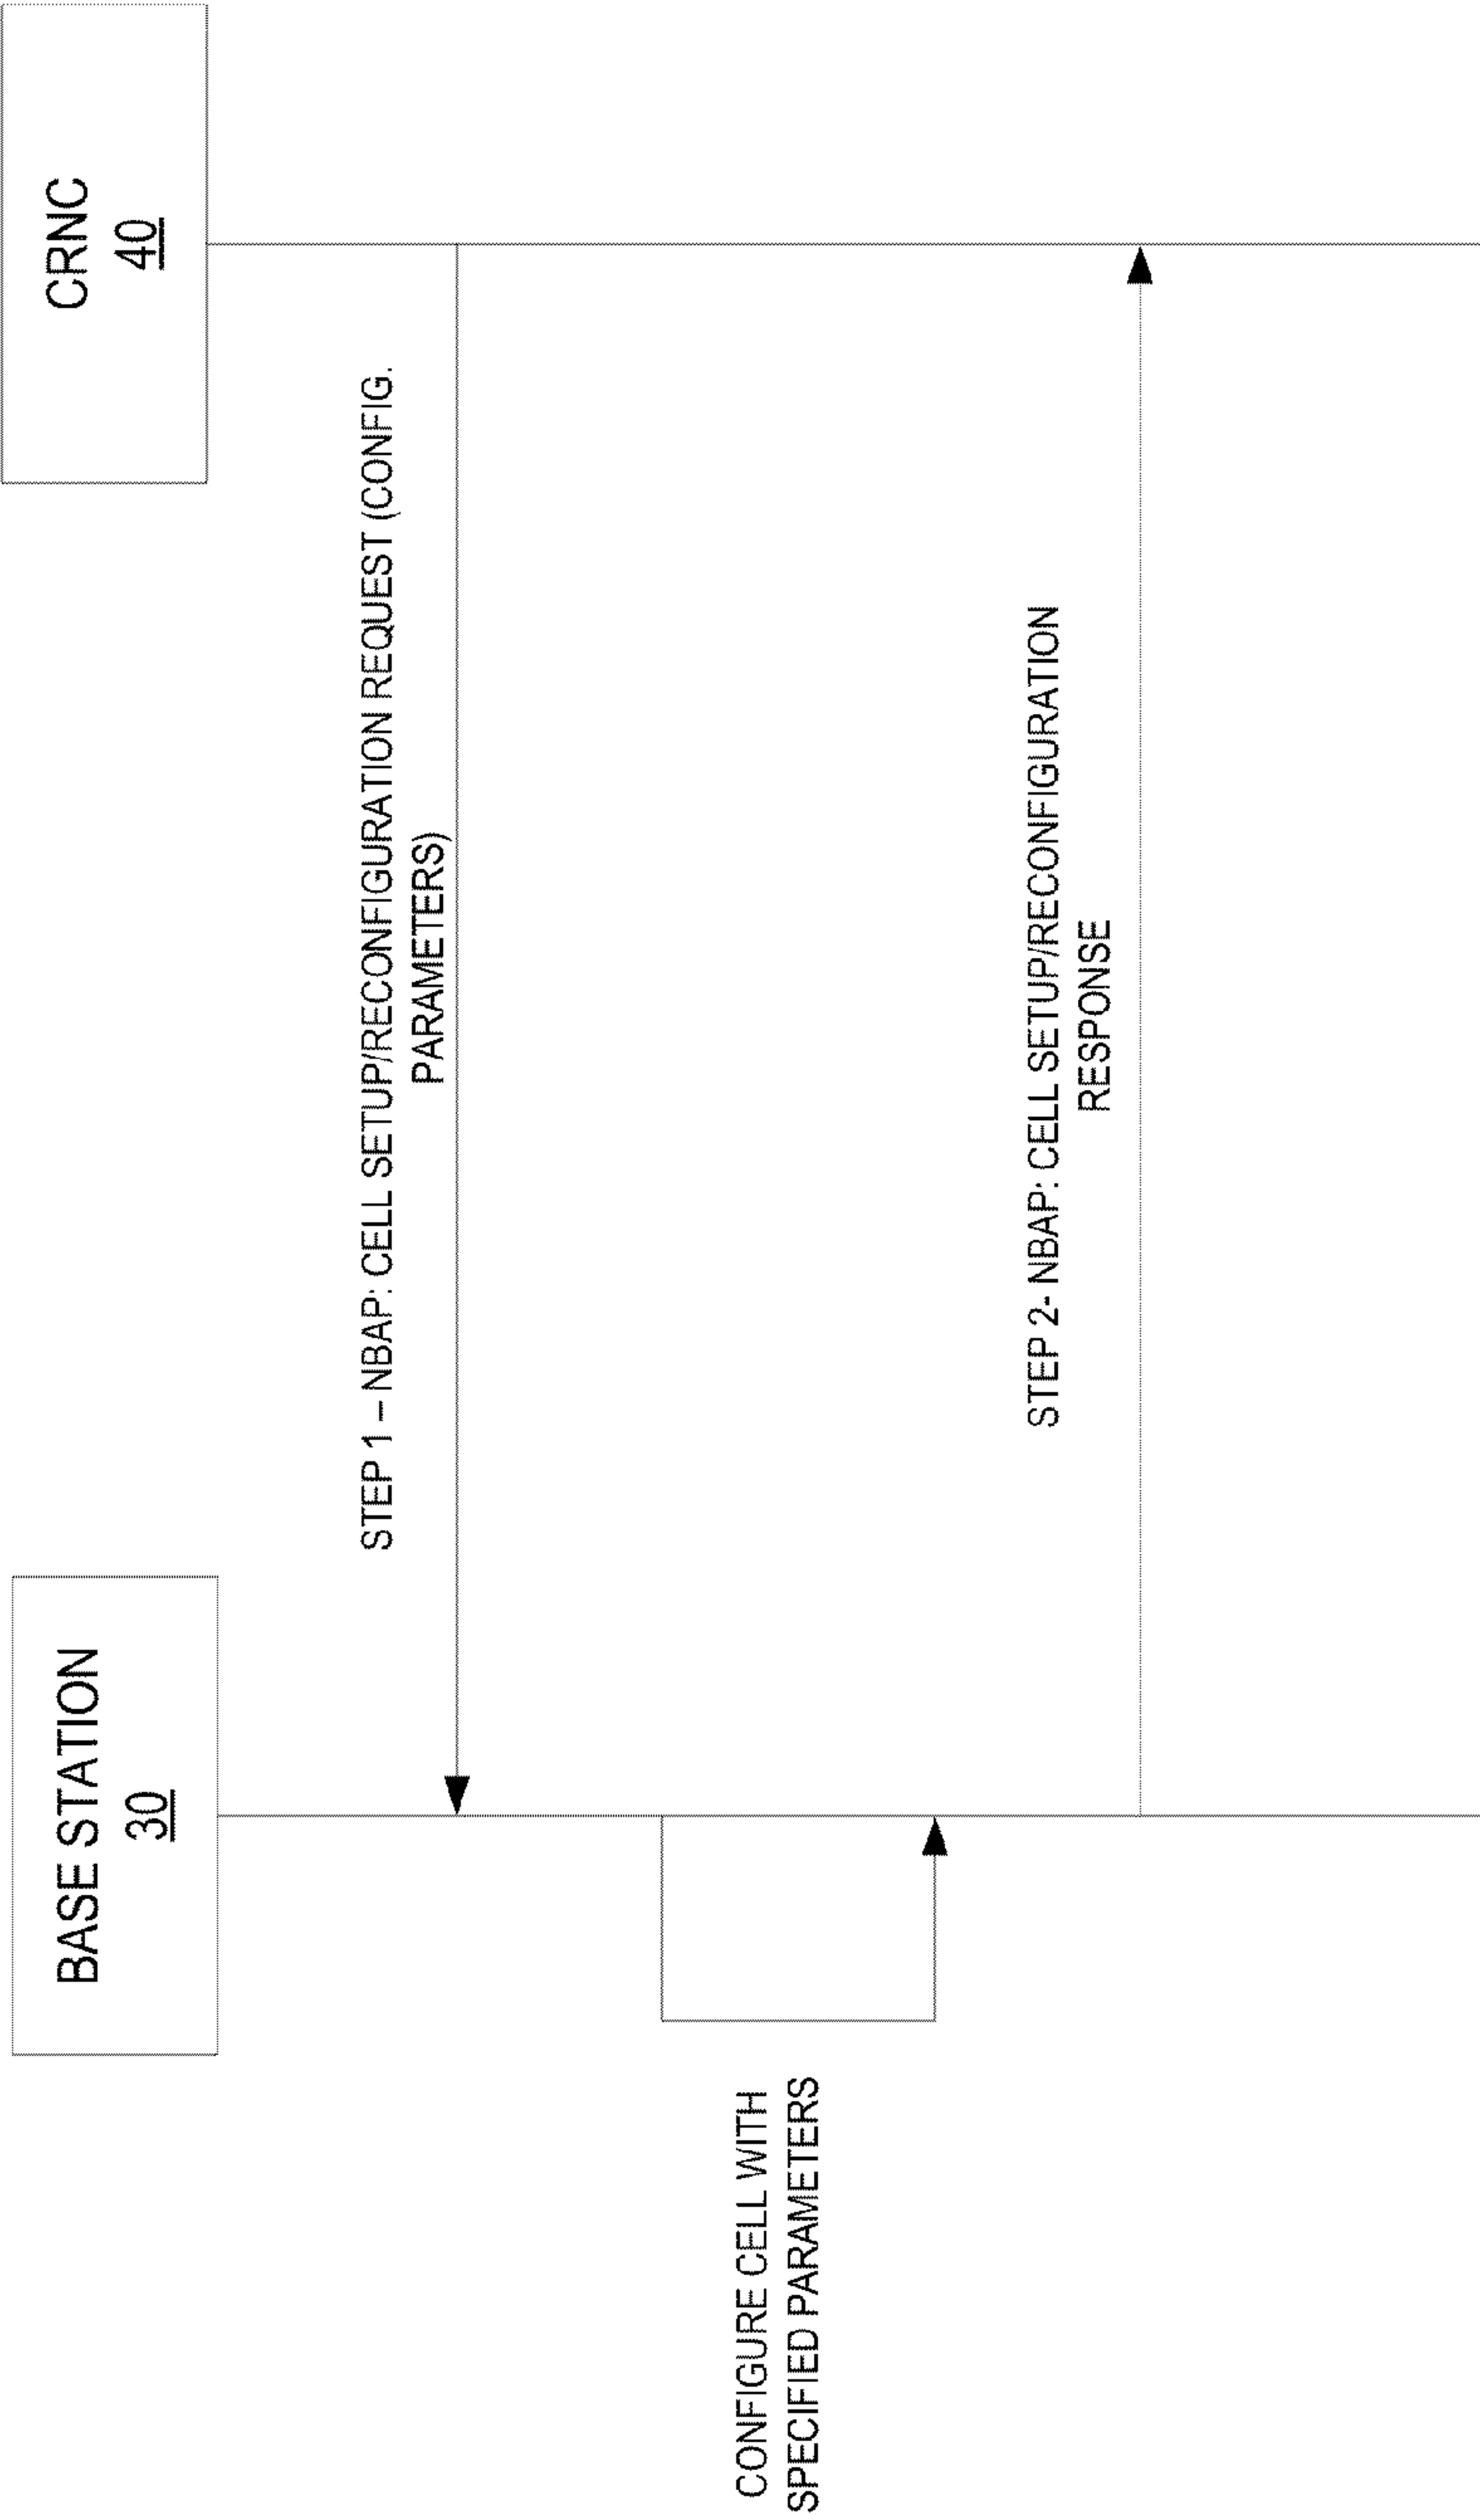 BASE STATION
30
CRNC
40
STEP 1 – NBAP: CELL SETUP/RECONFIGURATION REQUEST (CONFIG.
PARAMETERS)
CONFIGURE CELL WITH
SPECIFIED PARAMETERS
STEP 2- NBAP: CELL SETUP/RECONFIGURATION
RESPONSE